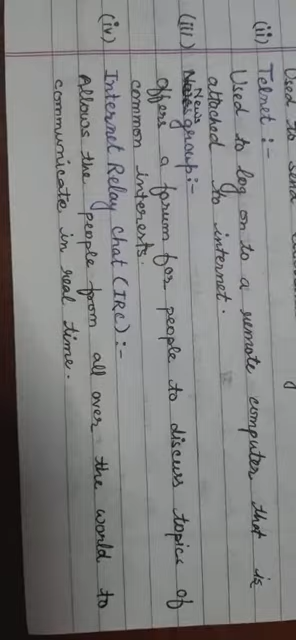 Used to send
(ii) Telnet :-
Used to log on to a remote computer that is
attached to internet.
(iii) News group :-
Offers a forum for people to discuss topics of
common interests.
(iv) Internet Relay chat (IRC) :-
Allows the people from all over the world to
communicate in real time.